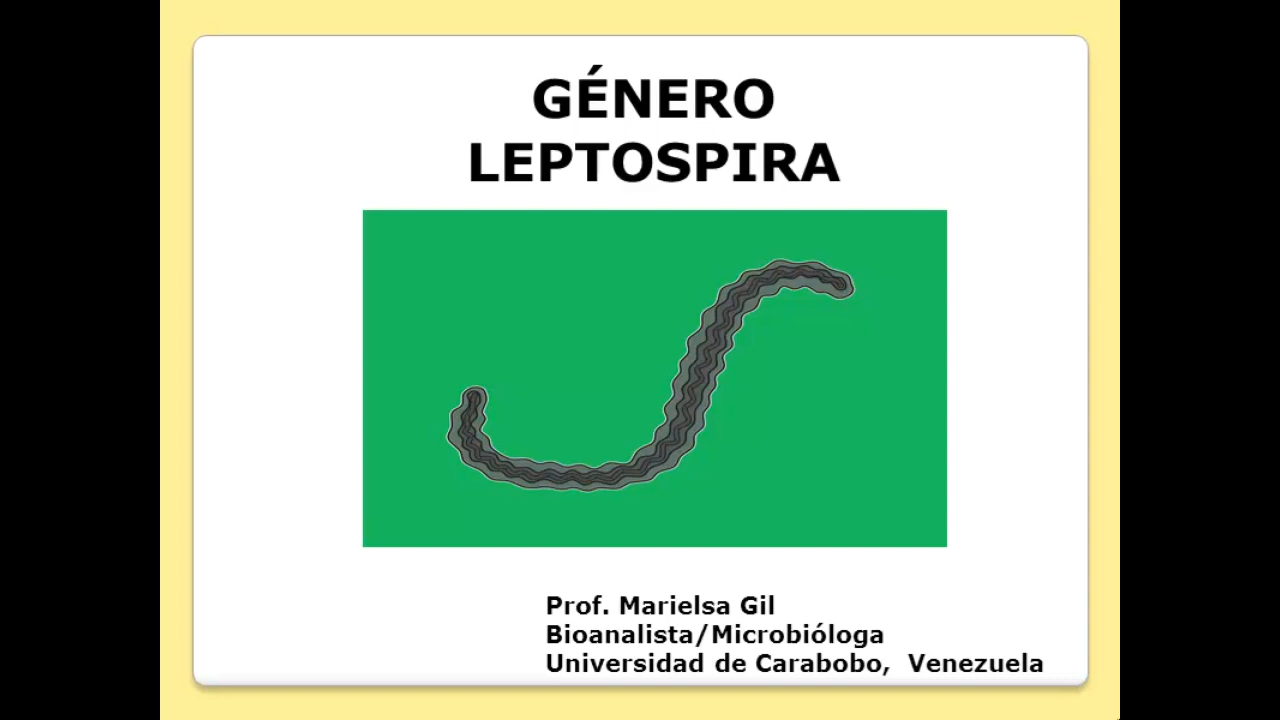 GÉNERO
LEPTOSPIRA
Prof. Marielsa Gil
Bioanalista/Microbióloga
Universidad de Carabobo,  Venezuela